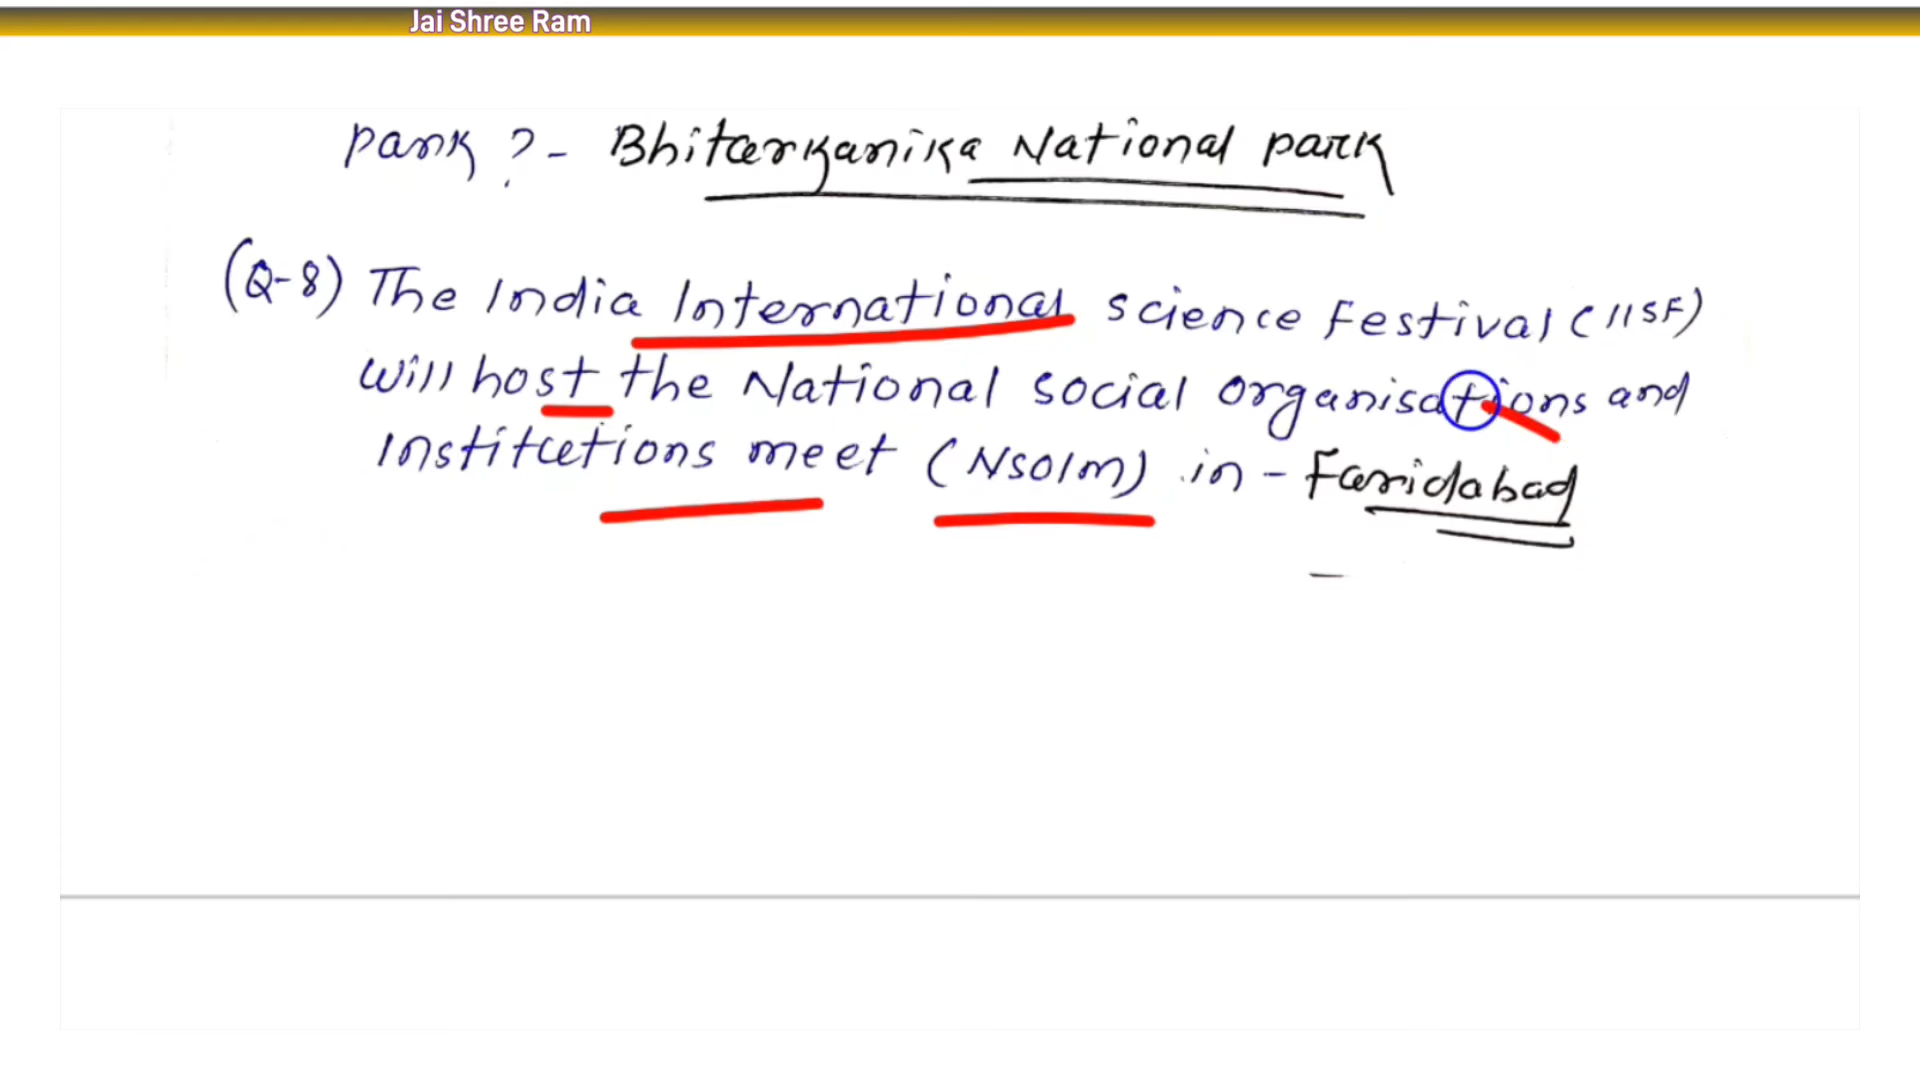 Jai Shree Ram
Park ? - Bhitarkanika National Park
(Q-8) The India International Science Festival (IISF)
will host the National Social Organisations and
Institutions meet (NSOIM) in - Faridabad